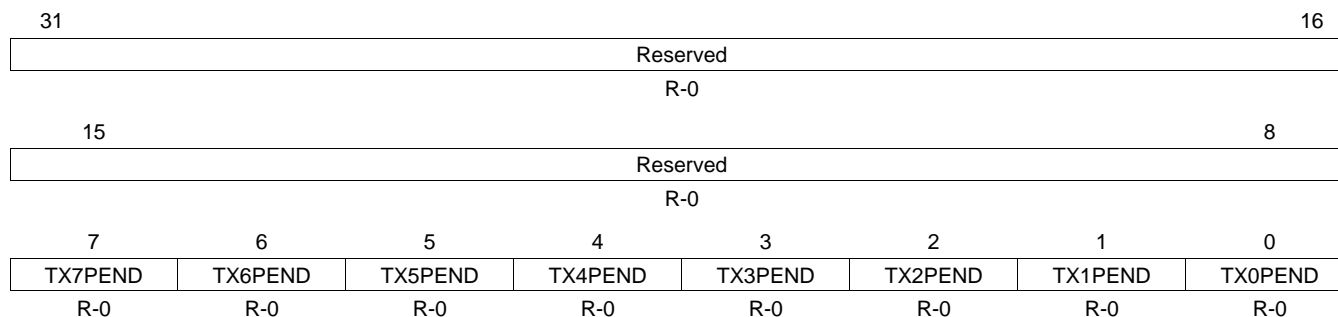 31 16
Reserved
R-0
15 8
Reserved
R-0
7 6 5 4 3 2 1 0
TX7PEND TX6PEND TX5PEND TX4PEND TX3PEND TX2PEND TX1PEND TX0PEND
R-0 R-0 R-0 R-0 R-0 R-0 R-0 R-0